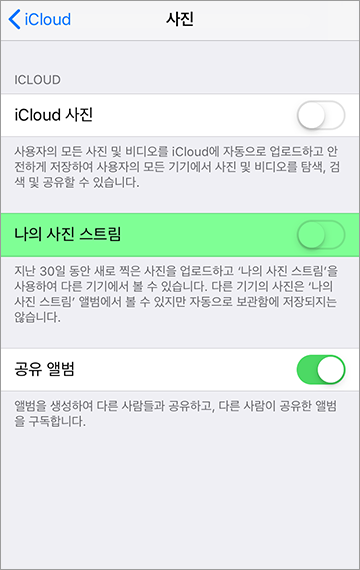 iCloud
사진
ICLOUD
iCloud 사진
사용자의 모든 사진 및 비디오를 iCloud에 자동으로 업로드하고 안
전하게 저장하여 사용자의 모든 기기에서 사진 및 비디오를 탐색, 검
색 및 공유할 수 있습니다.
나의 사진 스트림
지난 30일 동안 새로 찍은 사진을 업로드하고 '나의 사진 스트림'을
사용하여 다른 기기에서 볼 수 있습니다. 다른 기기의 사진은 '나의
사진 스트림' 앨범에서 볼 수 있지만 자동으로 보관함에 저장되지는
않습니다.
공유 앨범
앨범을 생성하여 다른 사람들과 공유하고, 다른 사람이 공유한 앨범
을 구독합니다.